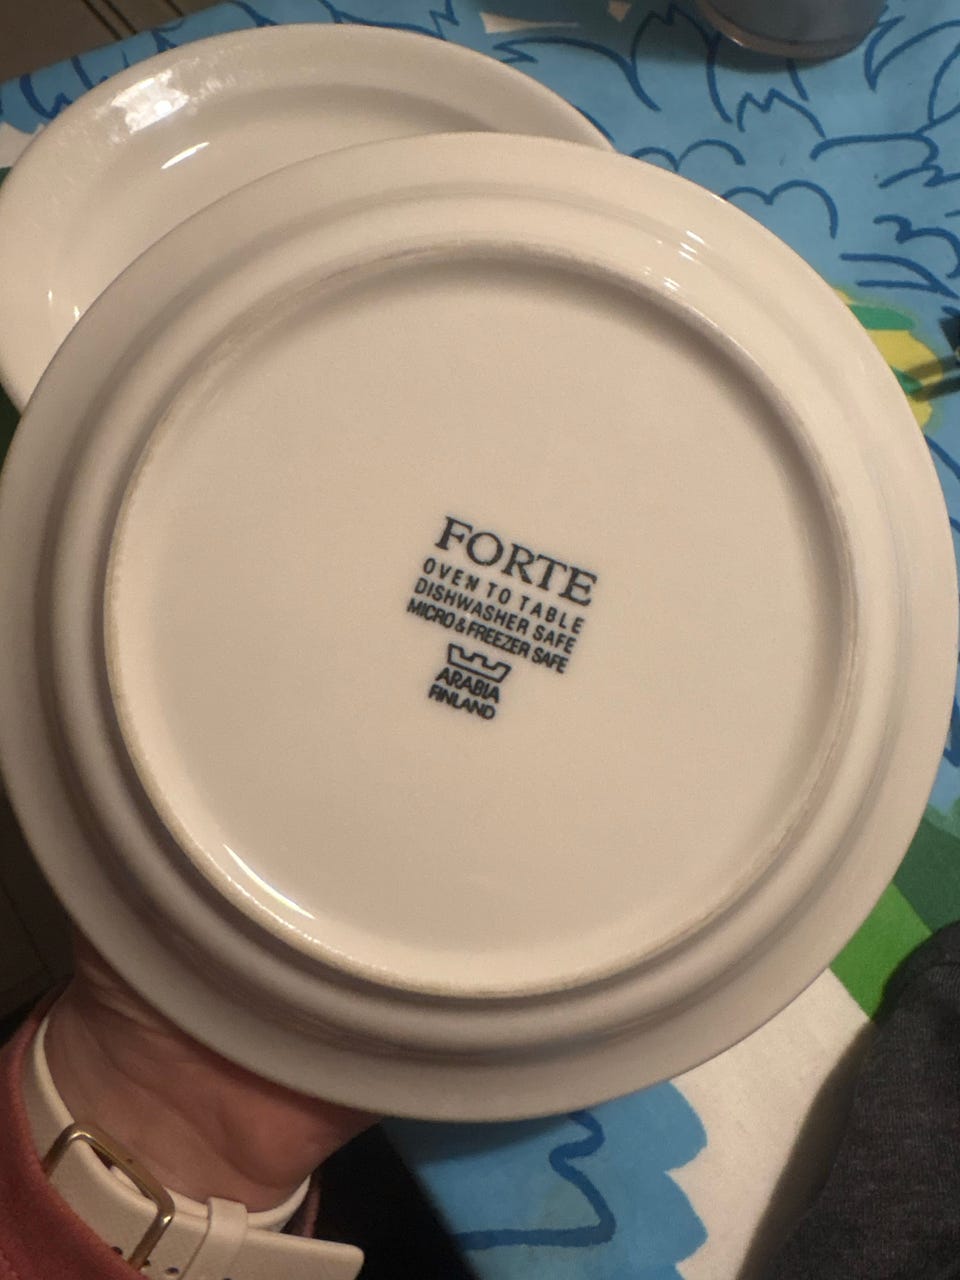 FORTE
OVEN TO TABLE
DISHWASHER SAFE
MICRO & FREEZER SAFE
ARABIA
FINLAND